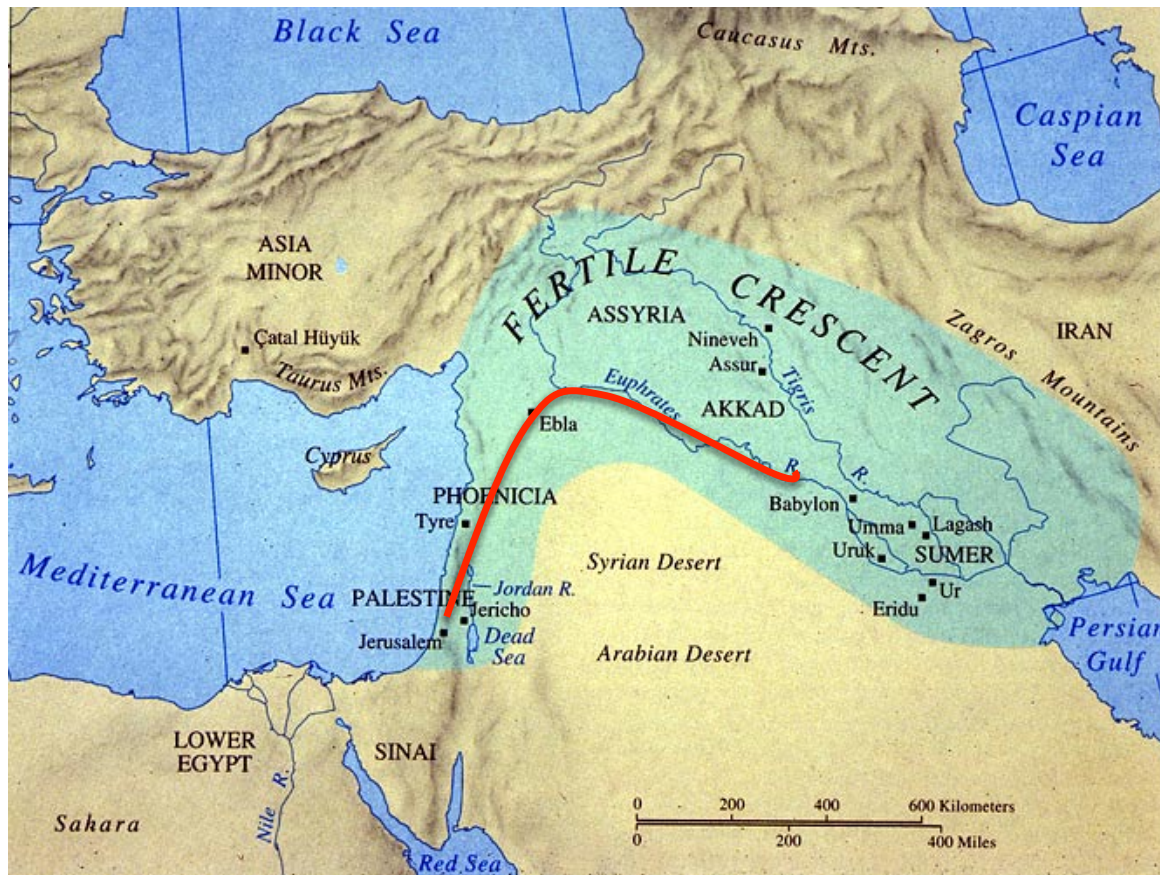 Black Sea
Caucasus Mts.
Caspian
Sea
ASIA
MINOR
Çatal Hüyük
Taurus Mts.
FERTILE CRESCENT
ASSYRIA
Nineveh
Assur
Tigris
R.
Zagros
Mountains
IRAN
Euphrates
R.
AKKAD
Ebla
Cyprus
PHOENICIA
Tyre
Babylon
Umma
Lagash
Uruk
SUMER
Ur
Eridu
Syrian Desert
Mediterranean Sea
PALESTINE
Jordan R.
Jericho
Jerusalem
Dead
Sea
Arabian Desert
Persian
Gulf
LOWER
EGYPT
SINAI
Nile R.
Sahara
Red Sea
0 200 400 600 Kilometers
0 200 400 Miles